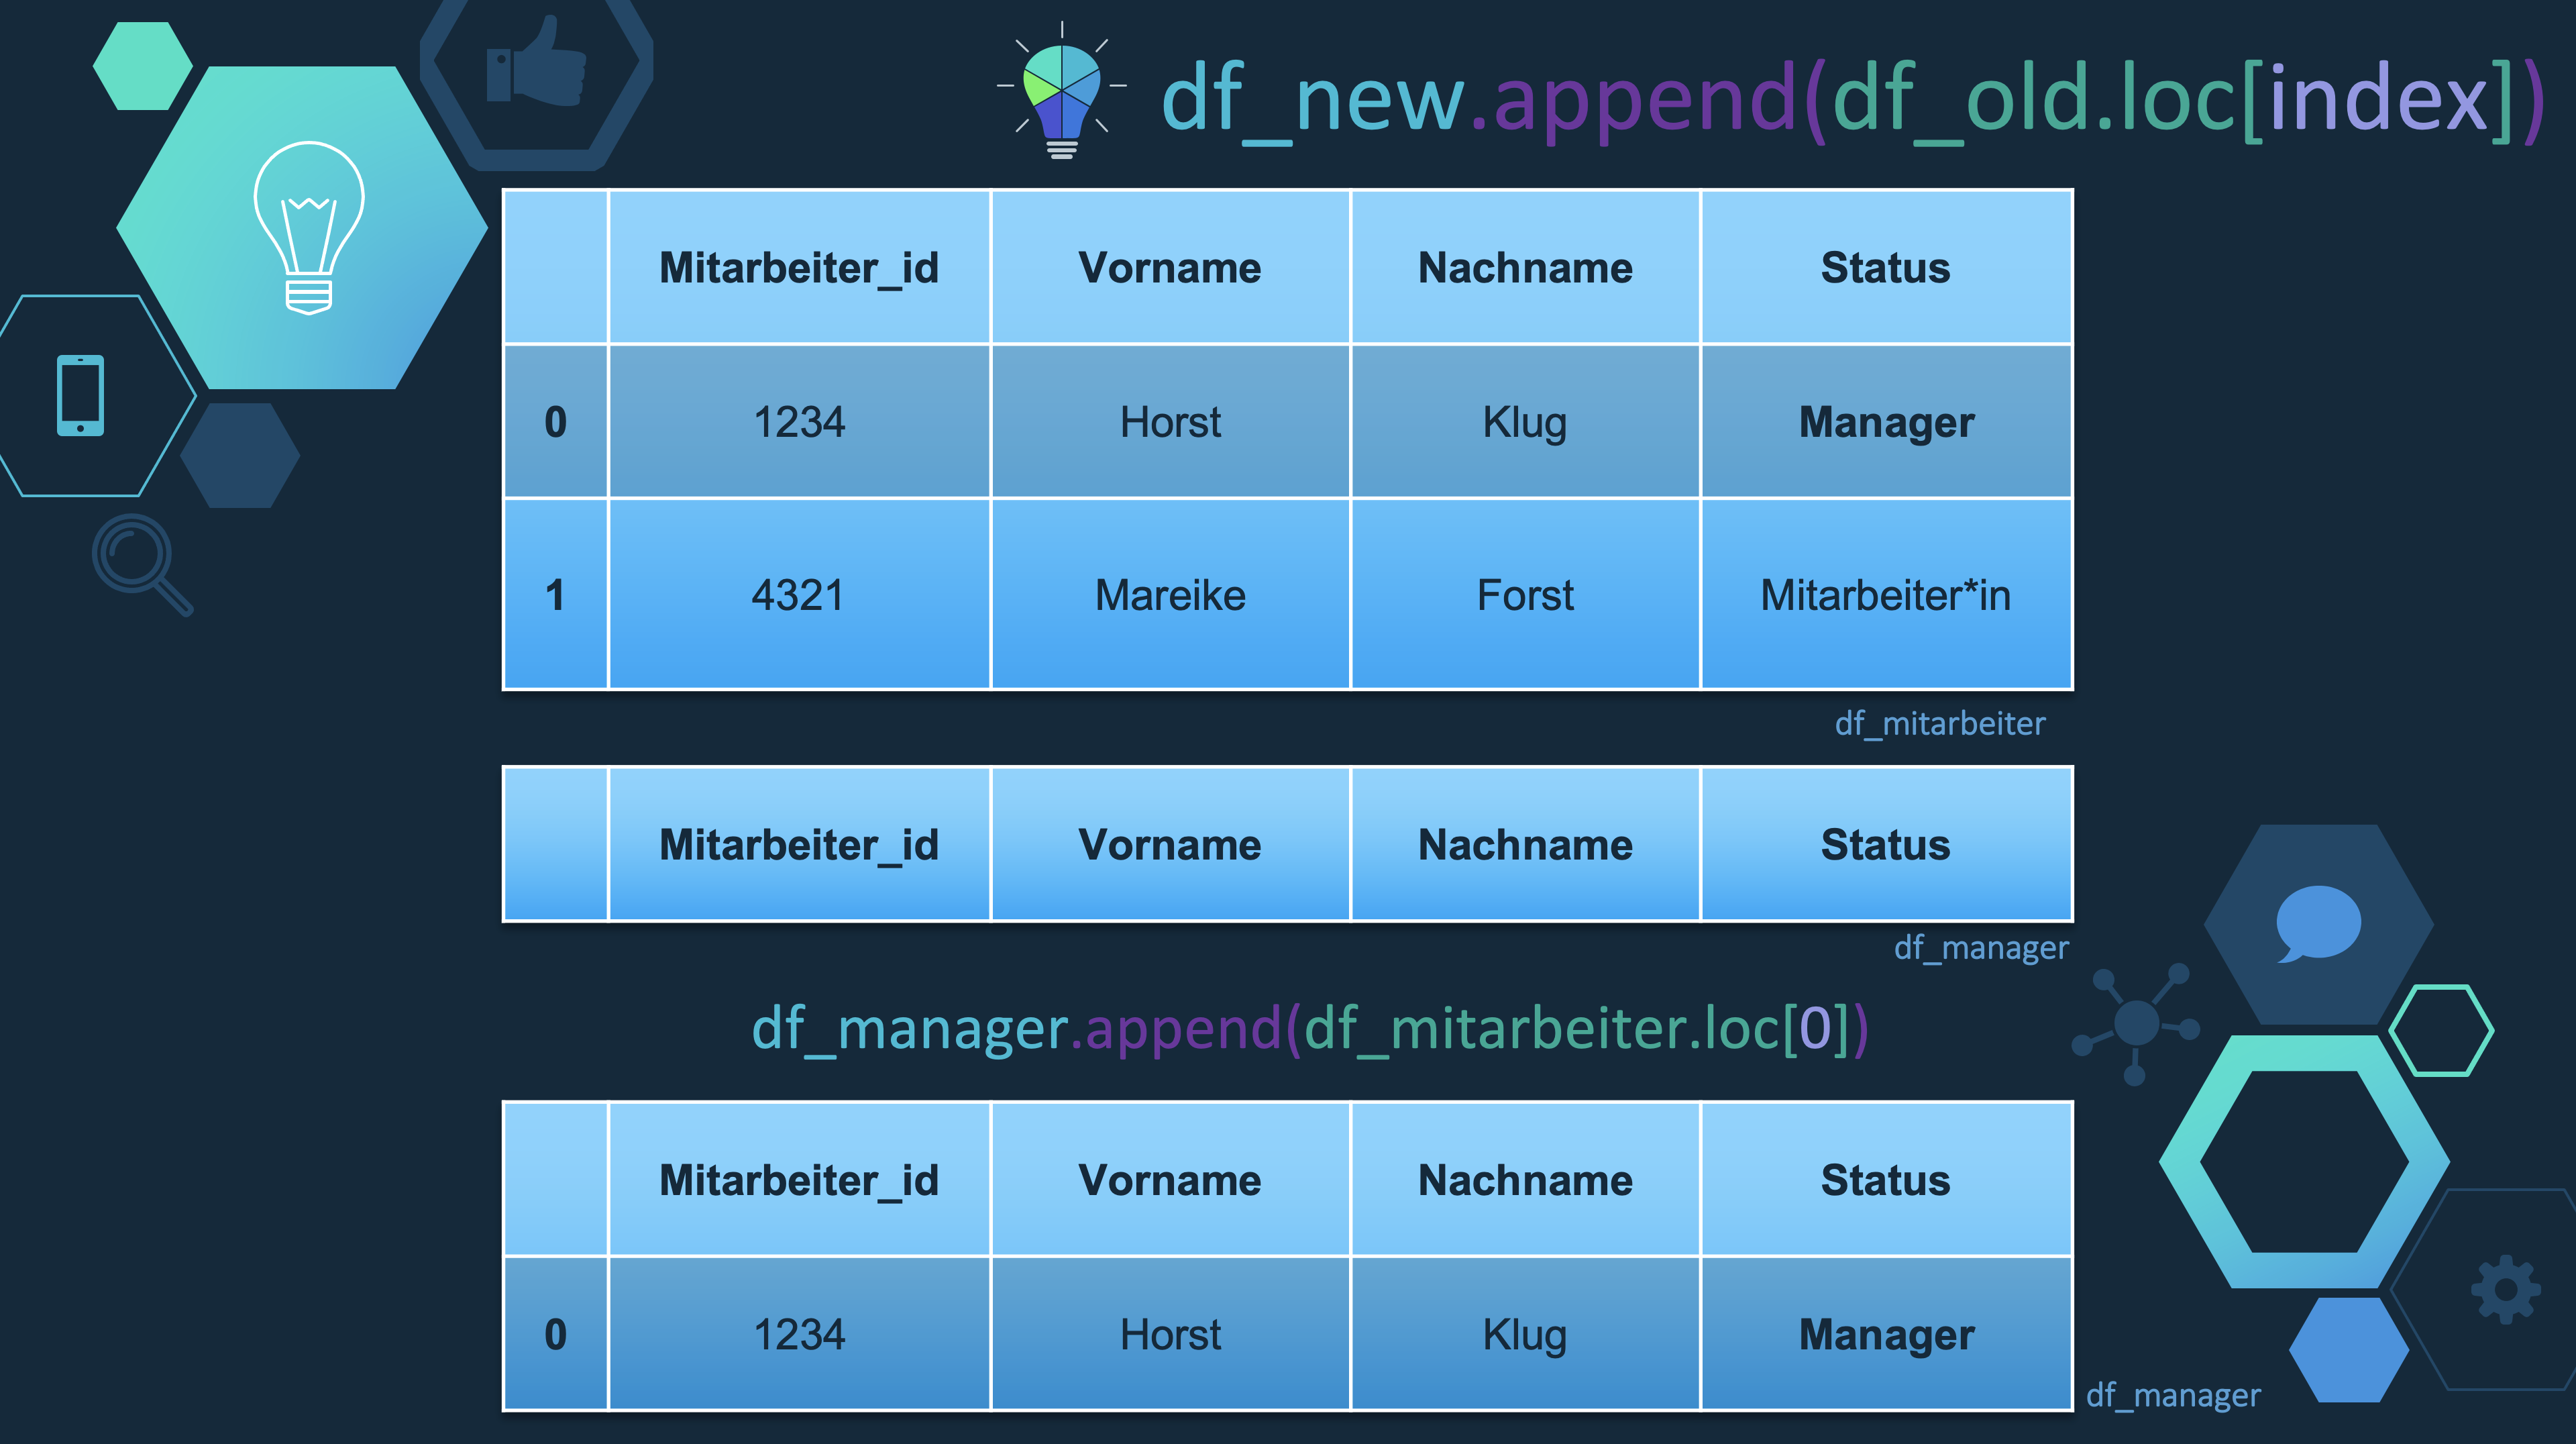 df_new.append(df_old.loc[index])
Mitarbeiter_id Vorname Nachname Status
0 1234 Horst Klug Manager
1 4321 Mareike Forst Mitarbeiter*in
df_mitarbeiter
Mitarbeiter_id Vorname Nachname Status
df_manager
df_manager.append(df_mitarbeiter.loc[0])
Mitarbeiter_id Vorname Nachname Status
0 1234 Horst Klug Manager
df_manager